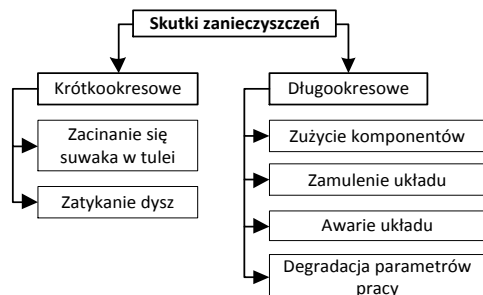 Skutki zanieczyszczeń
Krótkookresowe
Zacinanie się
suwaka w tulei
Zatykanie dysz
Długookresowe
Zużycie komponentów
Zamulenie układu
Awarie układu
Degradacja parametrów
pracy